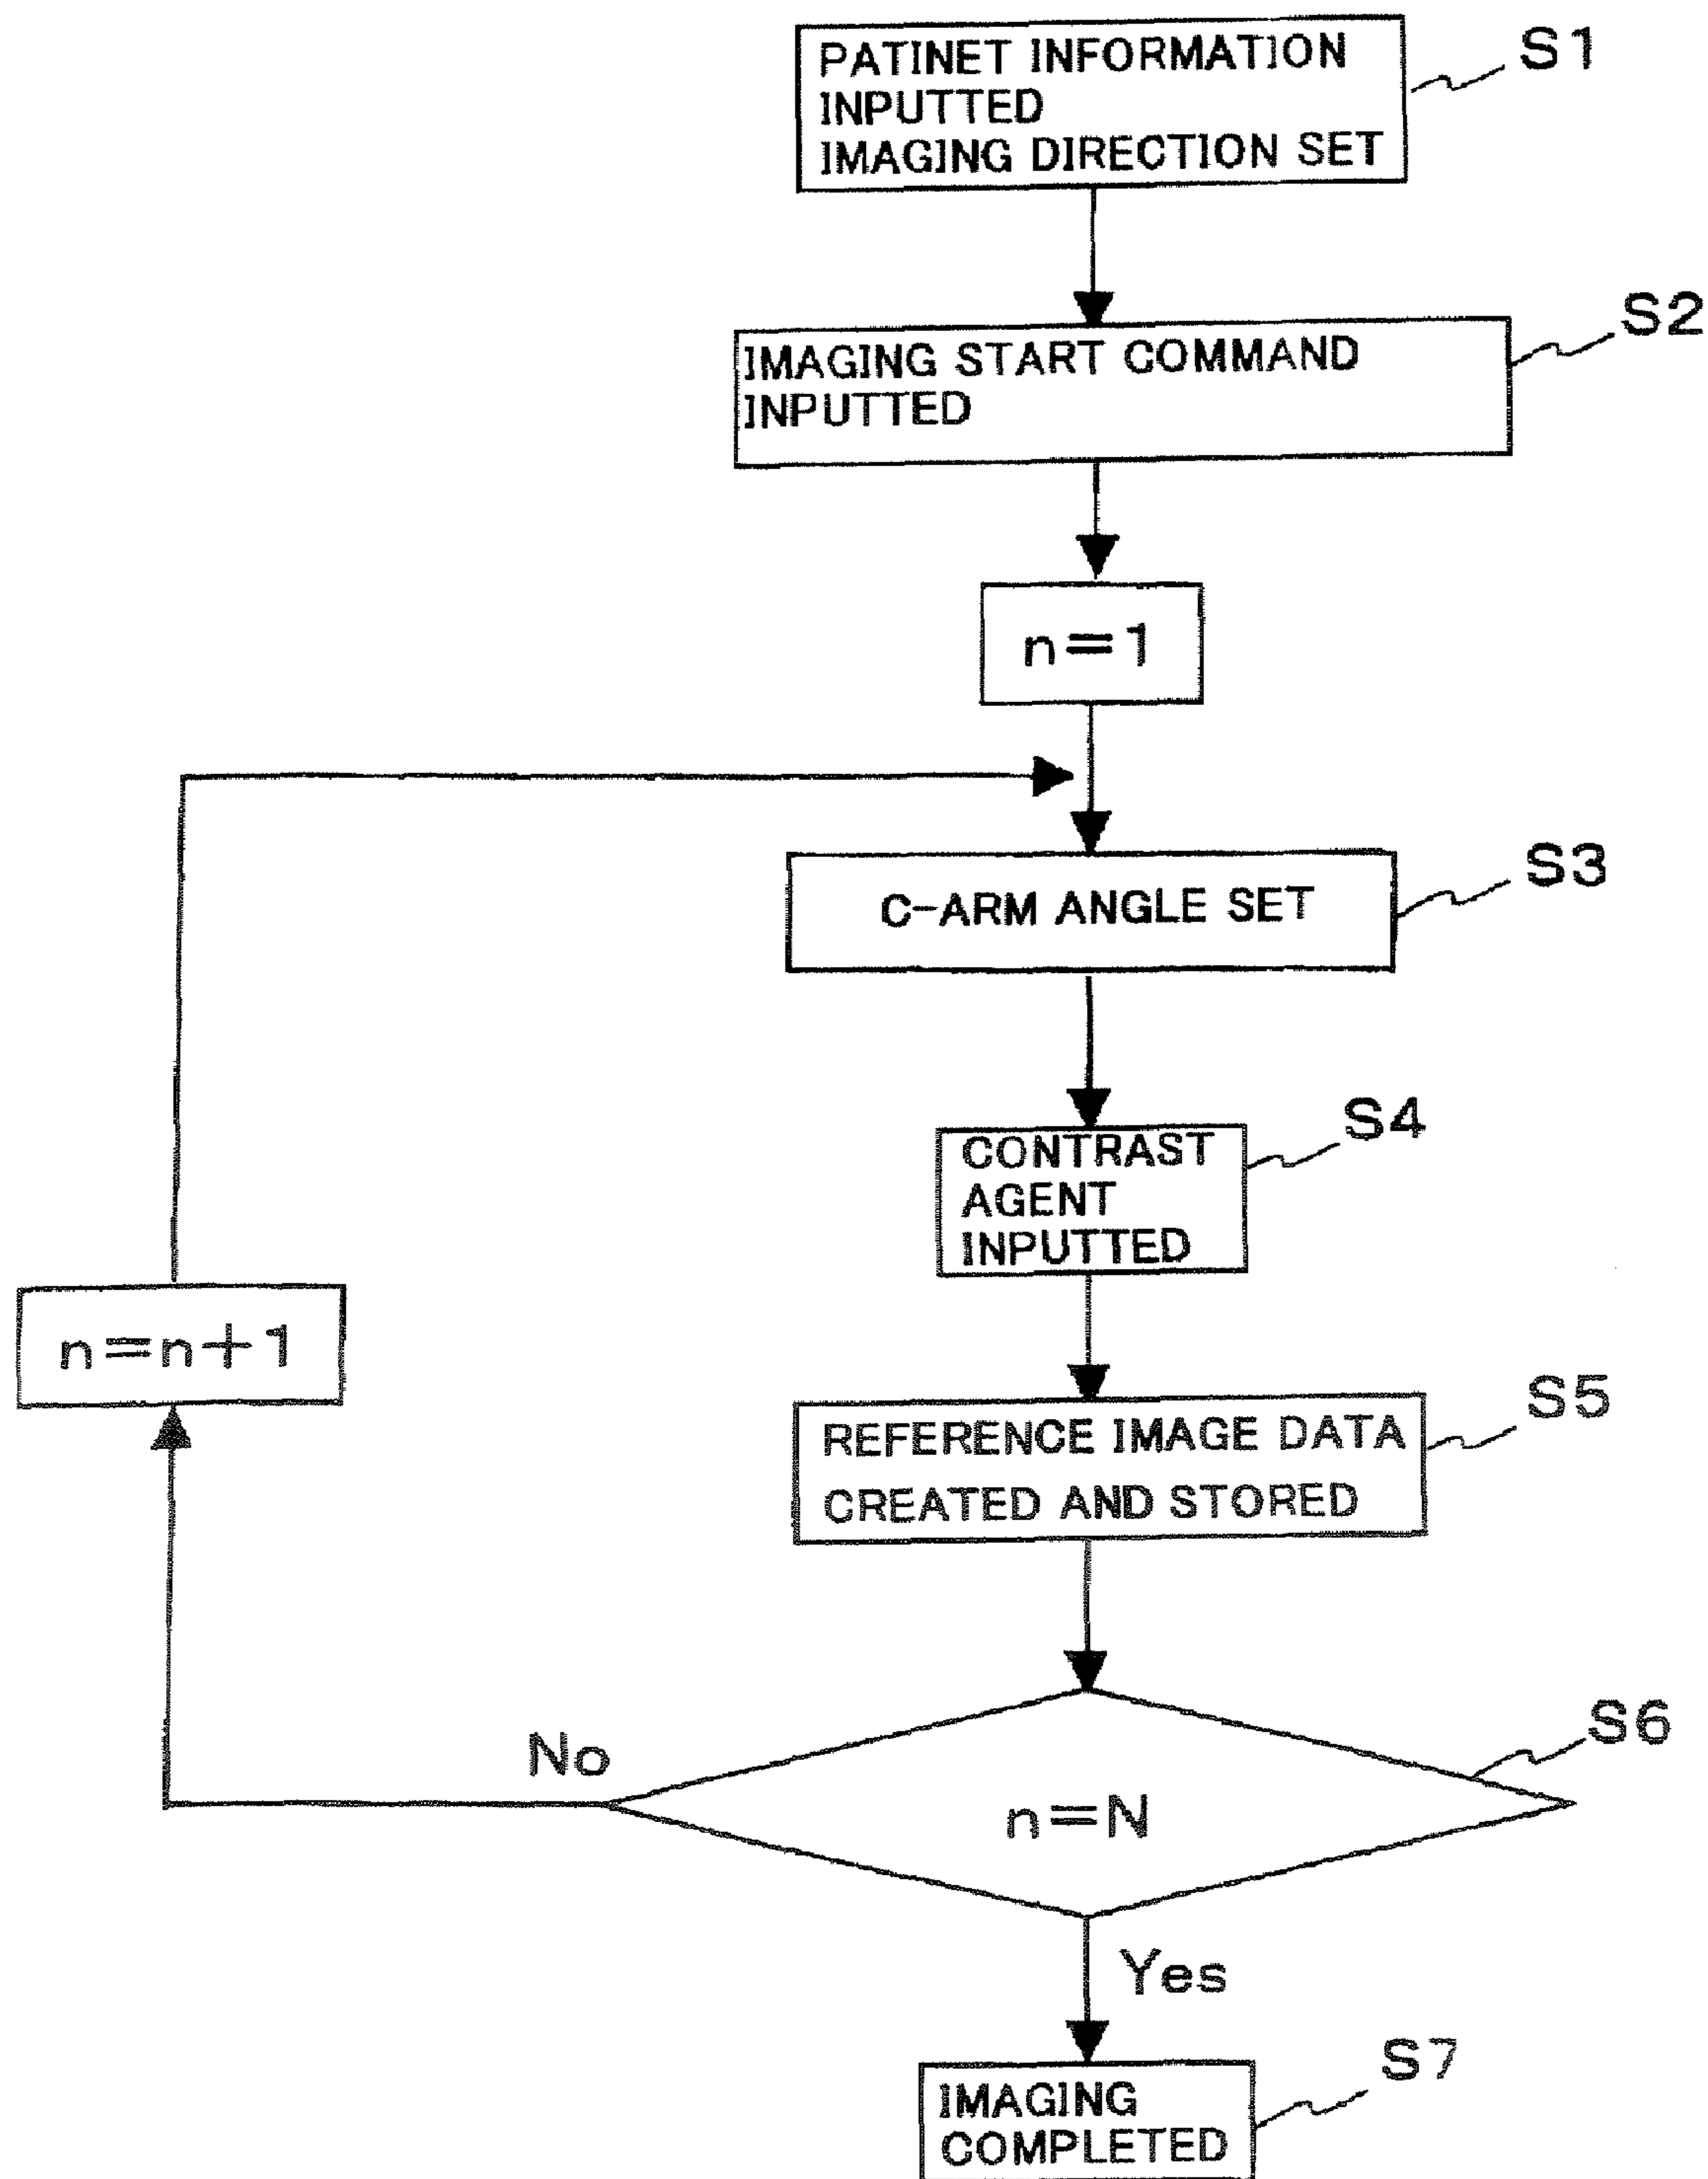 PATINET INFORMATION
INPUTTED
IMAGING DIRECTION SET
S1
IMAGING START COMMAND
INPUTTED
S2
n=1
C-ARM ANGLE SET
S3
CONTRAST
AGENT
INPUTTED
S4
n=n+1
REFERENCE IMAGE DATA
CREATED AND STORED
S5
No
n=N
S6
Yes
IMAGING
COMPLETED
S7